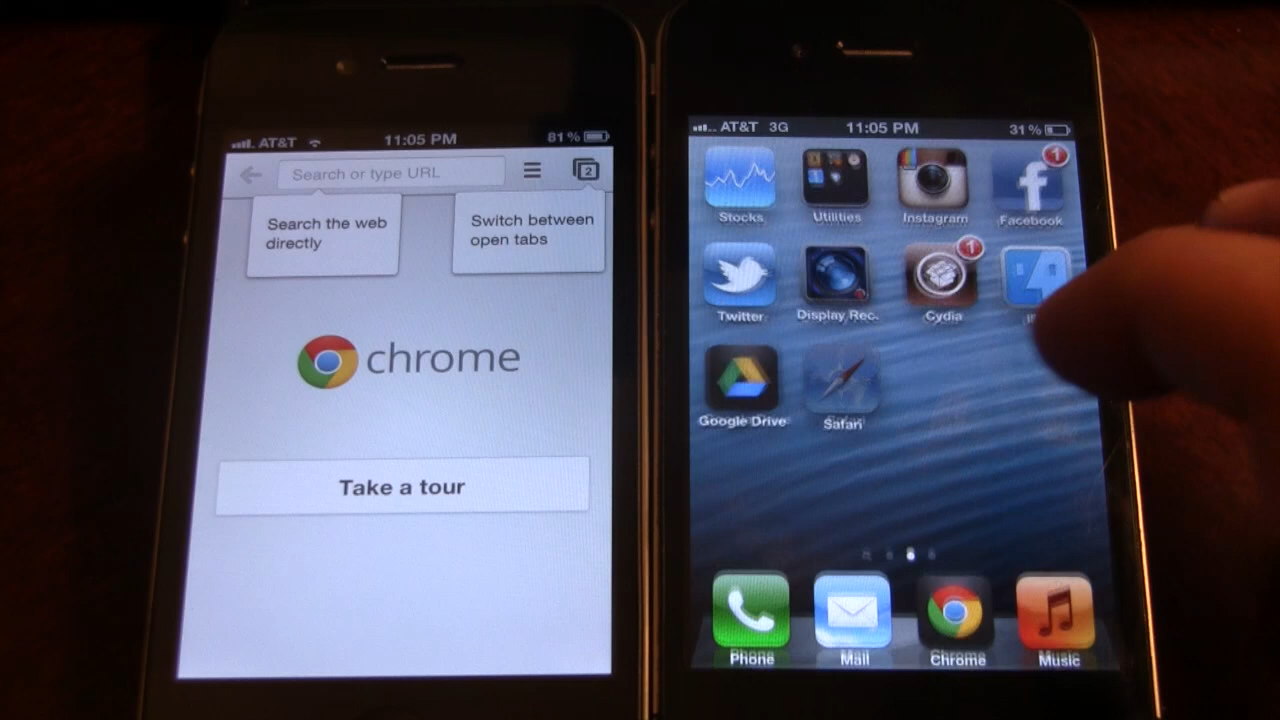 AT&T 11:05 PM 81%
Search or type URL
2
Search the web
directly
Switch between
open tabs
chrome
Take a tour
AT&T 3G 11:05 PM 31%
1
Stocks Utilities Instagram Facebook
1
Twitter Display Rec. Cydia
Google Drive Safari
Phone Mail Chrome Music